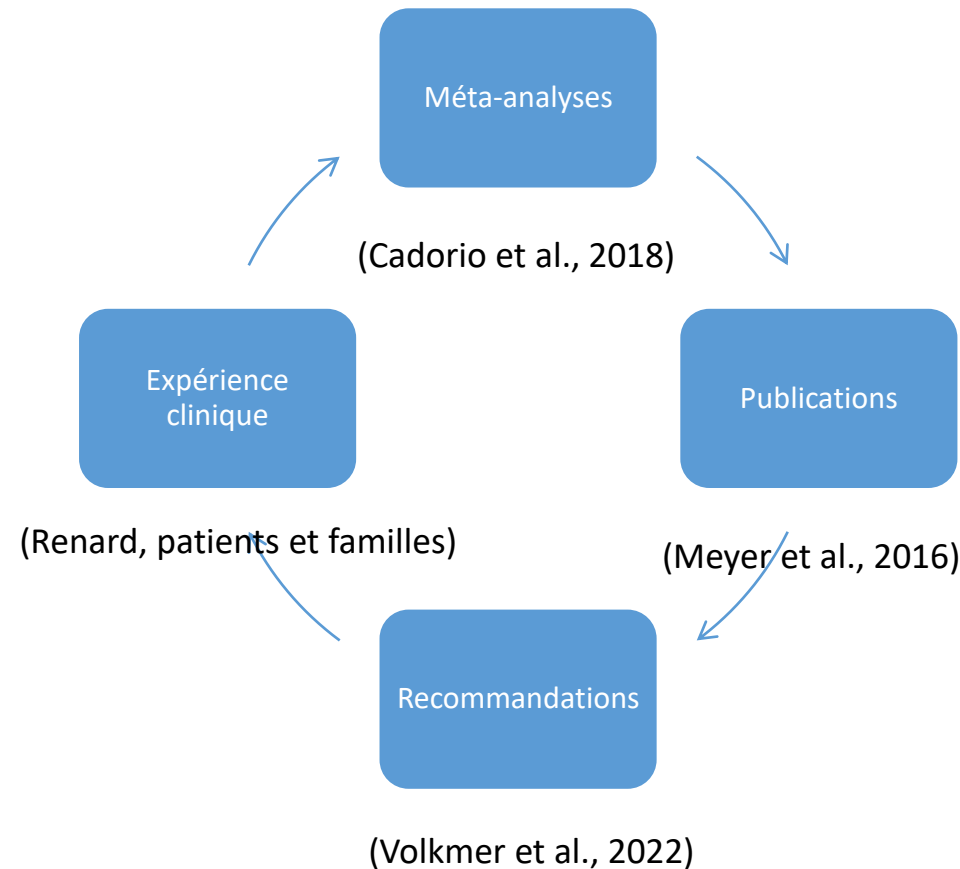 Méta-analyses
(Cadorio et al., 2018)
Expérience
clinique
Publications
(Renard, patients et familles)
(Meyer et al., 2016)
Recommandations
(Volkmer et al., 2022)